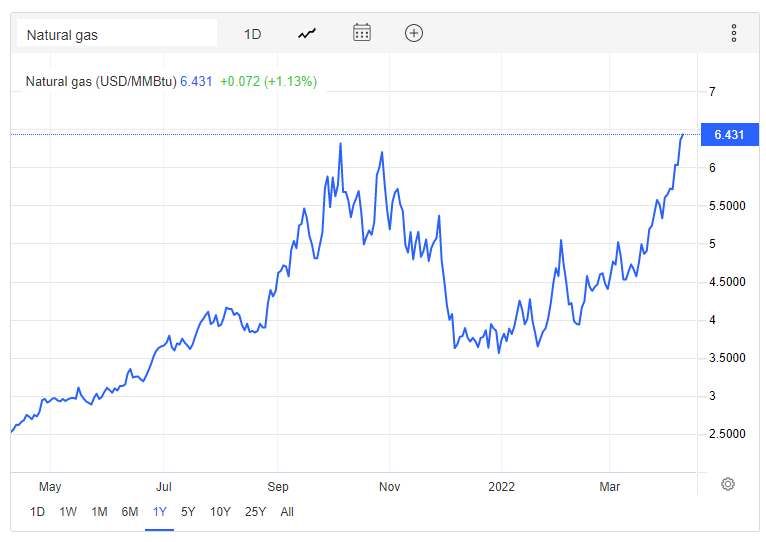 Natural gas 1D
Natural gas (USD/MMBtu) 6.431 +0.072 (+1.13%)
7
6.431
6
5.5000
5
4.5000
4
3.5000
3
2.5000
May Jul Sep Nov 2022 Mar
1D 1W 1M 6M 1Y 5Y 10Y 25Y All